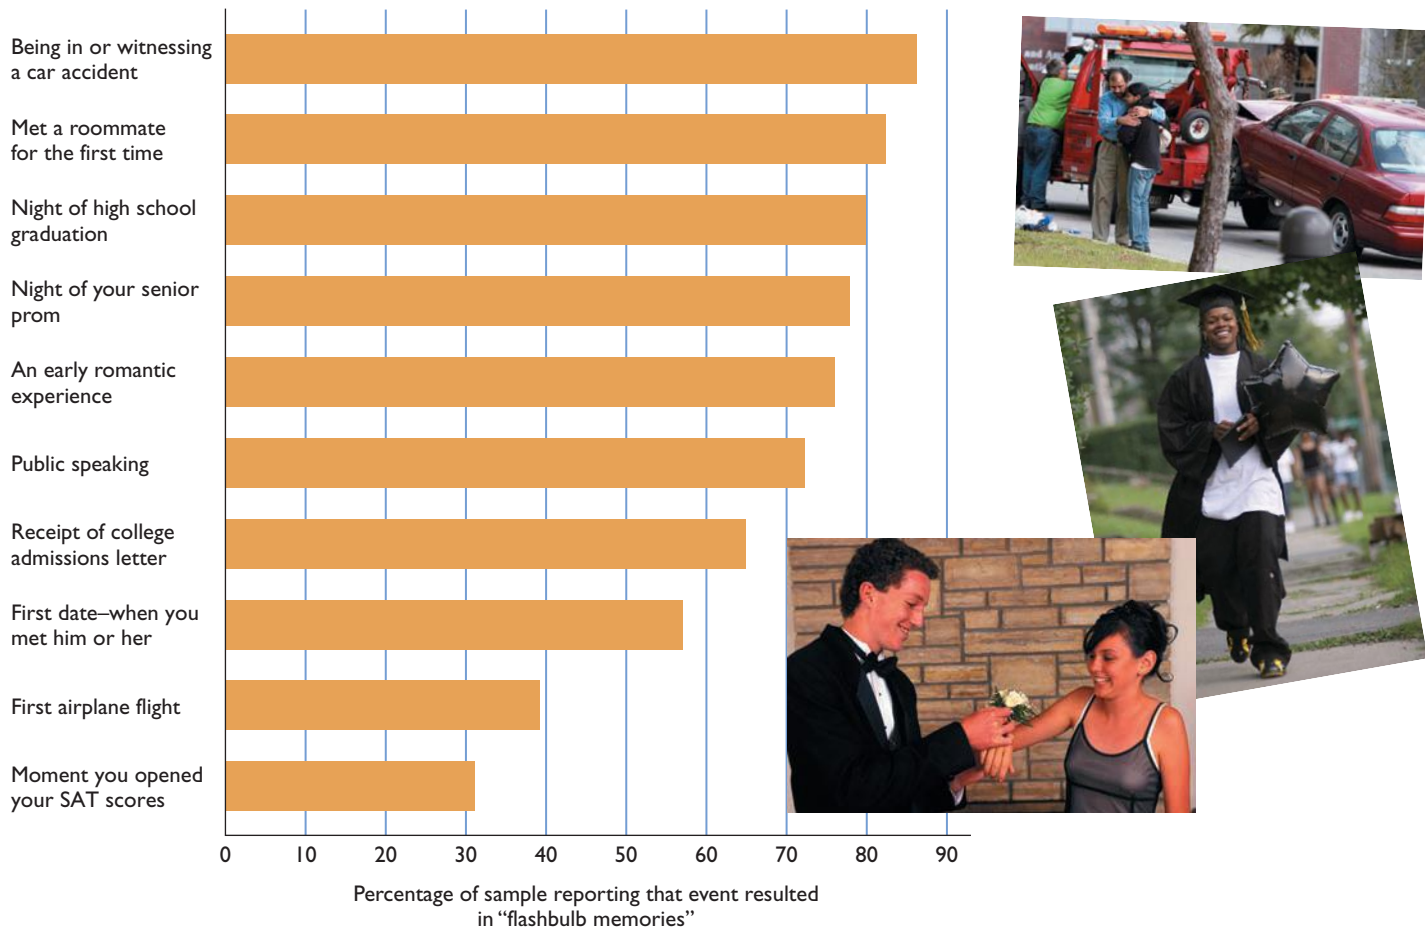 Being in or witnessing
a car accident
Met a roommate
for the first time
Night of high school
graduation
Night of your senior
prom
An early romantic
experience
Public speaking
Receipt of college
admissions letter
First date–when you
met him or her
First airplane flight
Moment you opened
your SAT scores
0 10 20 30 40 50 60 70 80 90
Percentage of sample reporting that event resulted
in “flashbulb memories”